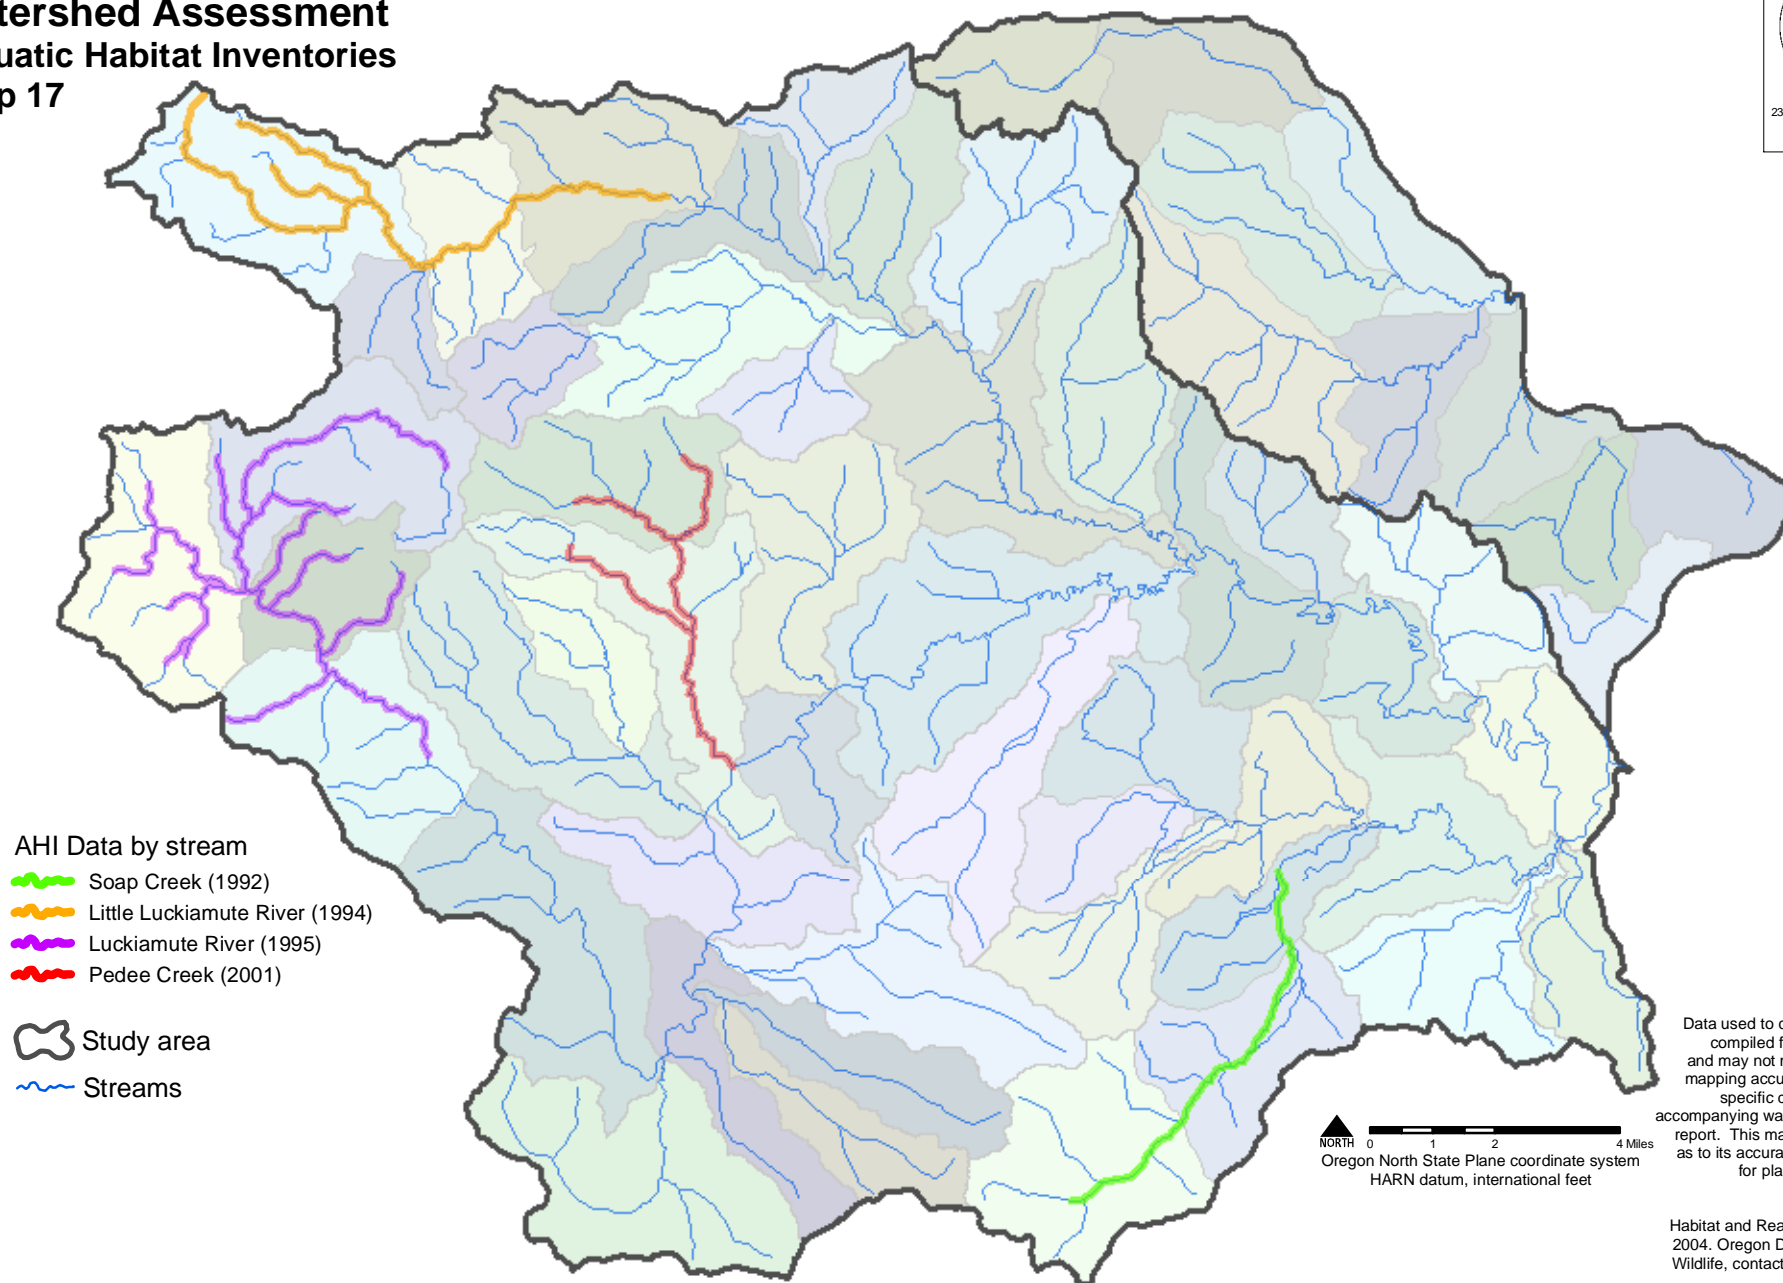 tershed Assessment
uatic Habitat Inventories
p 17
23
AHI Data by stream
Soap Creek (1992)
Little Luckiamute River (1994)
Luckiamute River (1995)
Pedee Creek (2001)
Study area
Streams
NORTH 0 1 2 4 Miles
Oregon North State Plane coordinate system
HARN datum, international feet
Data used to c
compiled f
and may not r
mapping accu
specific c
accompanying wa
report. This ma
as to its accura
for pla
Habitat and Rea
2004. Oregon D
Wildlife, contact